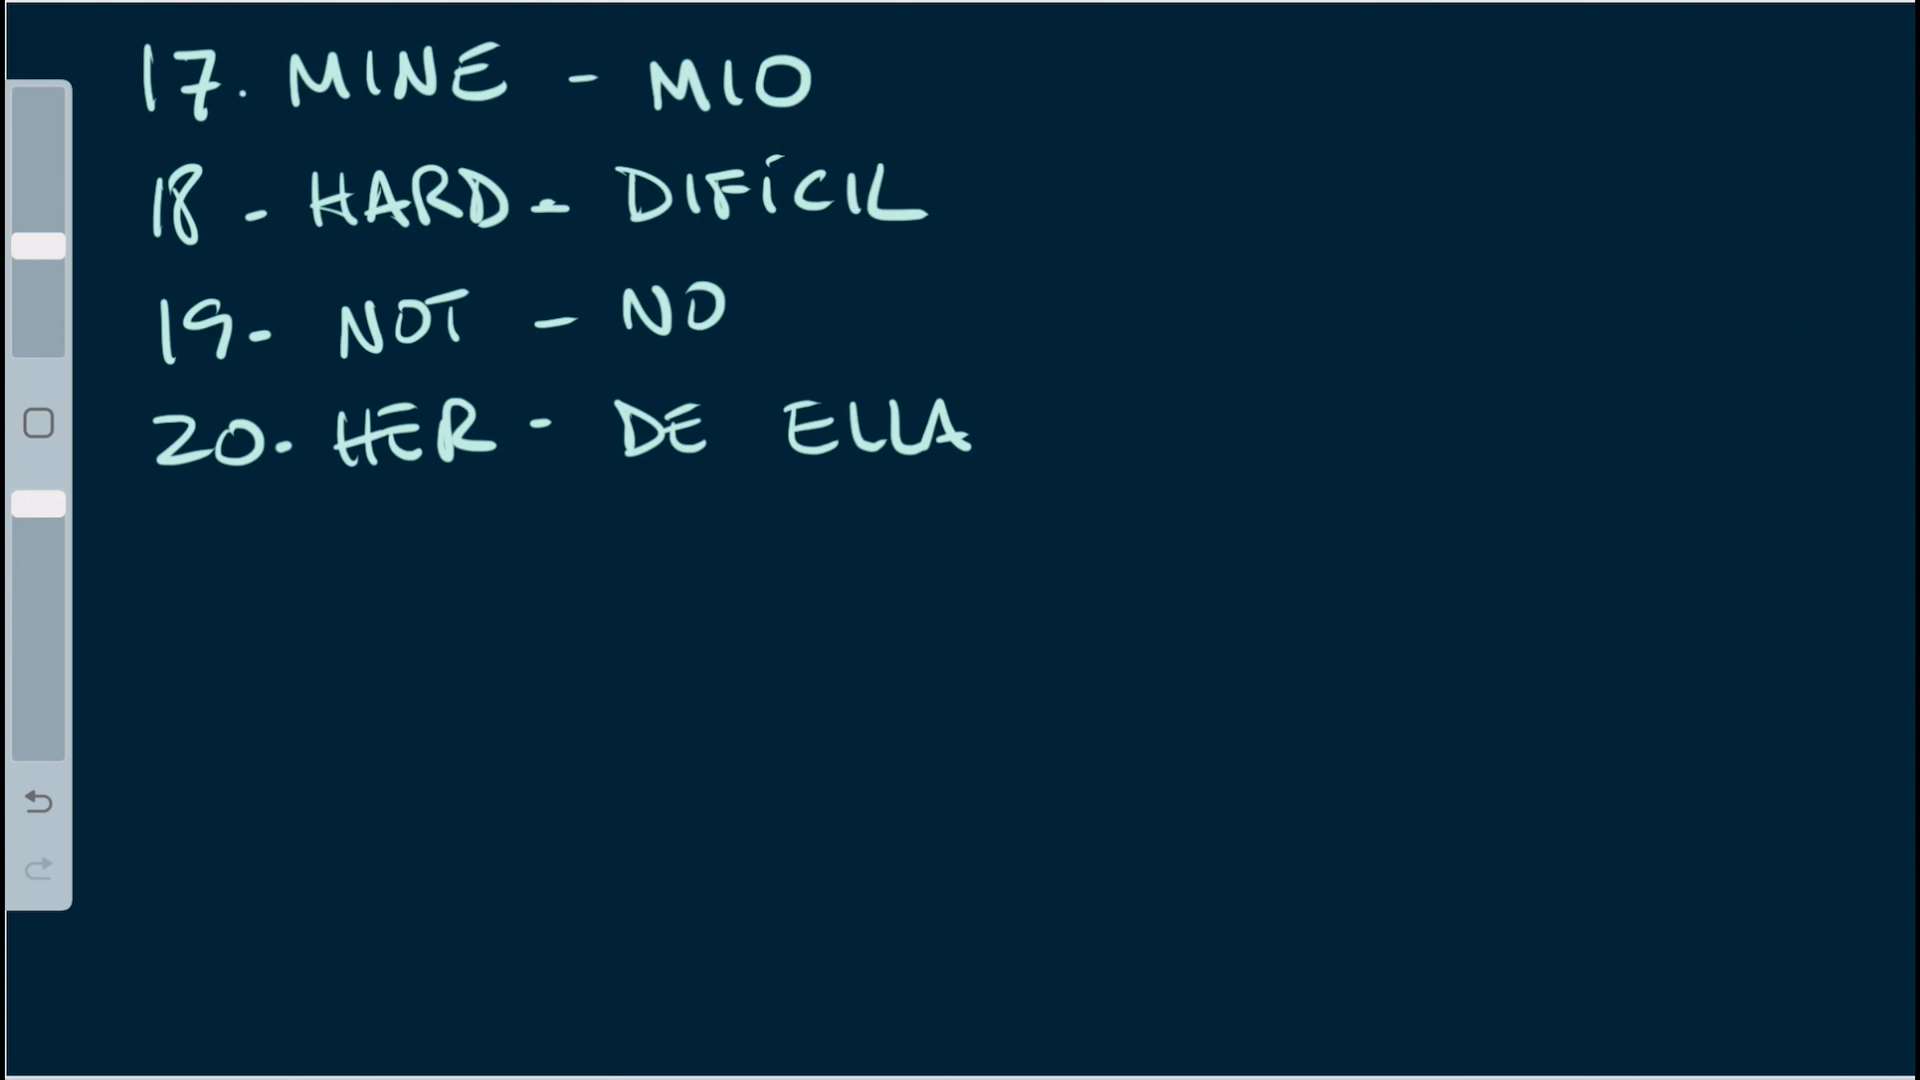 17. MINE - MIO
18 - HARD - DIFÍCIL
19 - NOT - NO
20. HER - DE ELLA